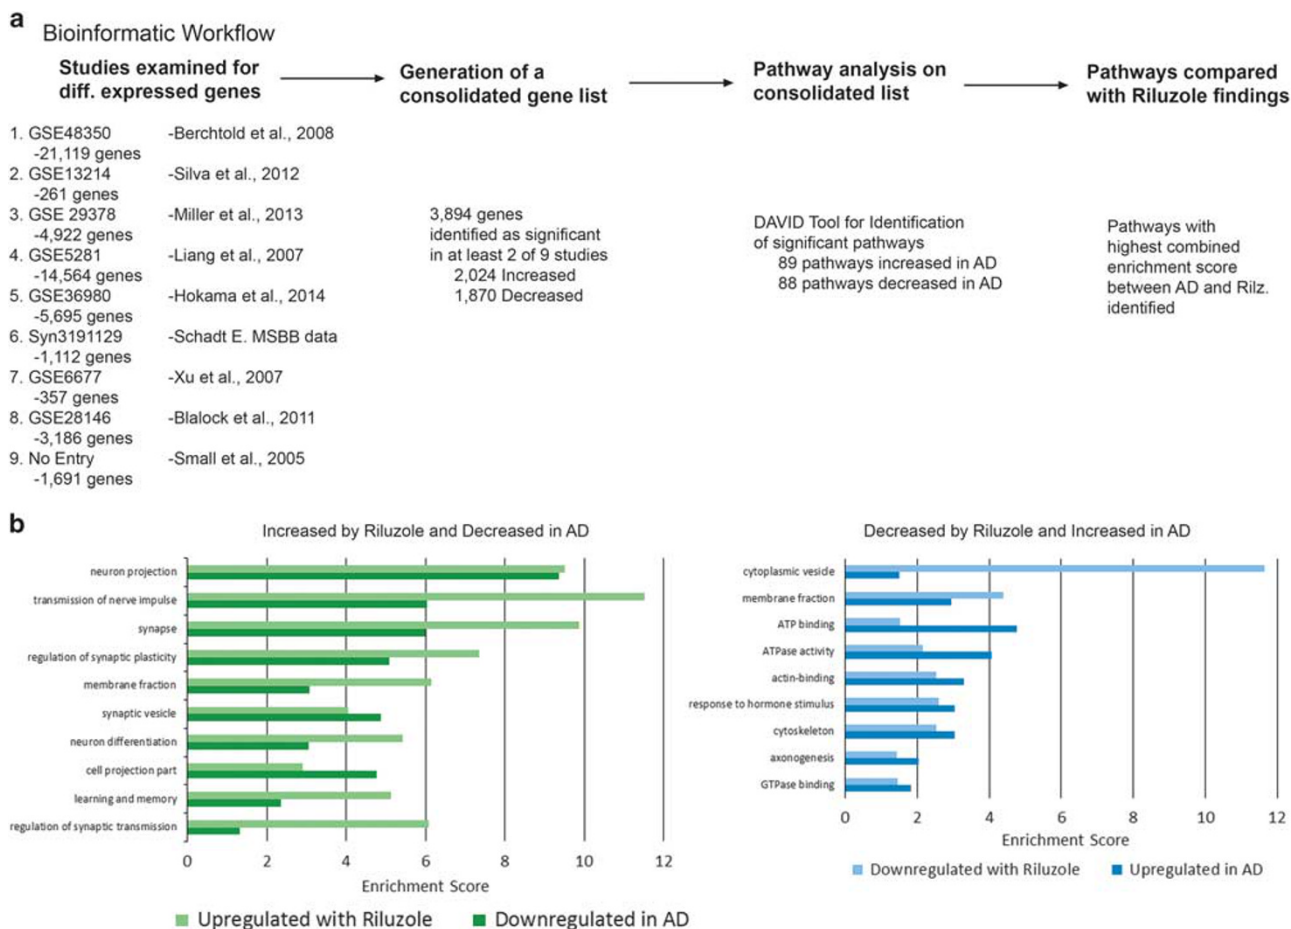 a
Bioinformatic Workflow
Studies examined for
diff. expressed genes
Generation of a
consolidated gene list
Pathway analysis on
consolidated list
Pathways compared
with Riluzole findings
1. GSE48350 -Berchtold et al., 2008
-21,119 genes
2. GSE13214 -Silva et al., 2012
-261 genes
3. GSE 29378 -Miller et al., 2013
-4,922 genes
4. GSE5281 -Liang et al., 2007
-14,564 genes
5. GSE36980 -Hokama et al., 2014
-5,695 genes
6. Syn3191129 -Schadt E. MSBB data
-1,112 genes
7. GSE6677 -Xu et al., 2007
-357 genes
8. GSE28146 -Blalock et al., 2011
-3,186 genes
9. No Entry -Small et al., 2005
-1,691 genes
3,894 genes
identified as significant
in at least 2 of 9 studies
2,024 Increased
1,870 Decreased
DAVID Tool for Identification
of significant pathways
89 pathways increased in AD
88 pathways decreased in AD
Pathways with
highest combined
enrichment score
between AD and Rilz.
identified
b
Increased by Riluzole and Decreased in AD
neuron projection
transmission of nerve impulse
synapse
regulation of synaptic plasticity
membrane fraction
synaptic vesicle
neuron differentiation
cell projection part
learning and memory
regulation of synaptic transmission
0 2 4 6 8 10 12
Enrichment Score
Upregulated with Riluzole Downregulated in AD
Decreased by Riluzole and Increased in AD
cytoplasmic vesicle
membrane fraction
ATP binding
ATPase activity
actin-binding
response to hormone stimulus
cytoskeleton
axonogenesis
GTPase binding
0 2 4 6 8 10 12
Enrichment Score
Downregulated with Riluzole Upregulated in AD